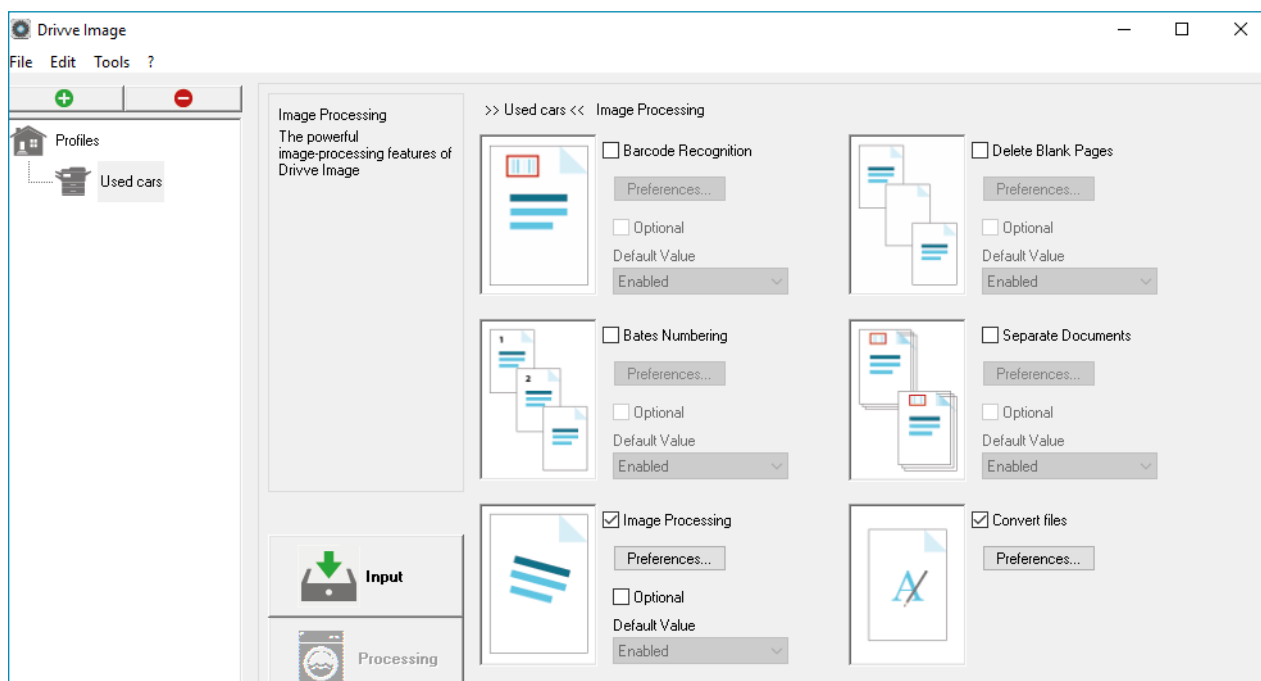 Drivve Image
File Edit Tools ?
Profiles
Used cars
Image Processing
The powerful
image-processing features of
Drivve Image
Input
Processing
>> Used cars << Image Processing
Barcode Recognition
Preferences...
Optional
Default Value
Enabled
Delete Blank Pages
Preferences...
Optional
Default Value
Enabled
1
2
Bates Numbering
Preferences...
Optional
Default Value
Enabled
Separate Documents
Preferences...
Optional
Default Value
Enabled
Image Processing
Preferences...
Optional
Default Value
Enabled
A
Convert files
Preferences...